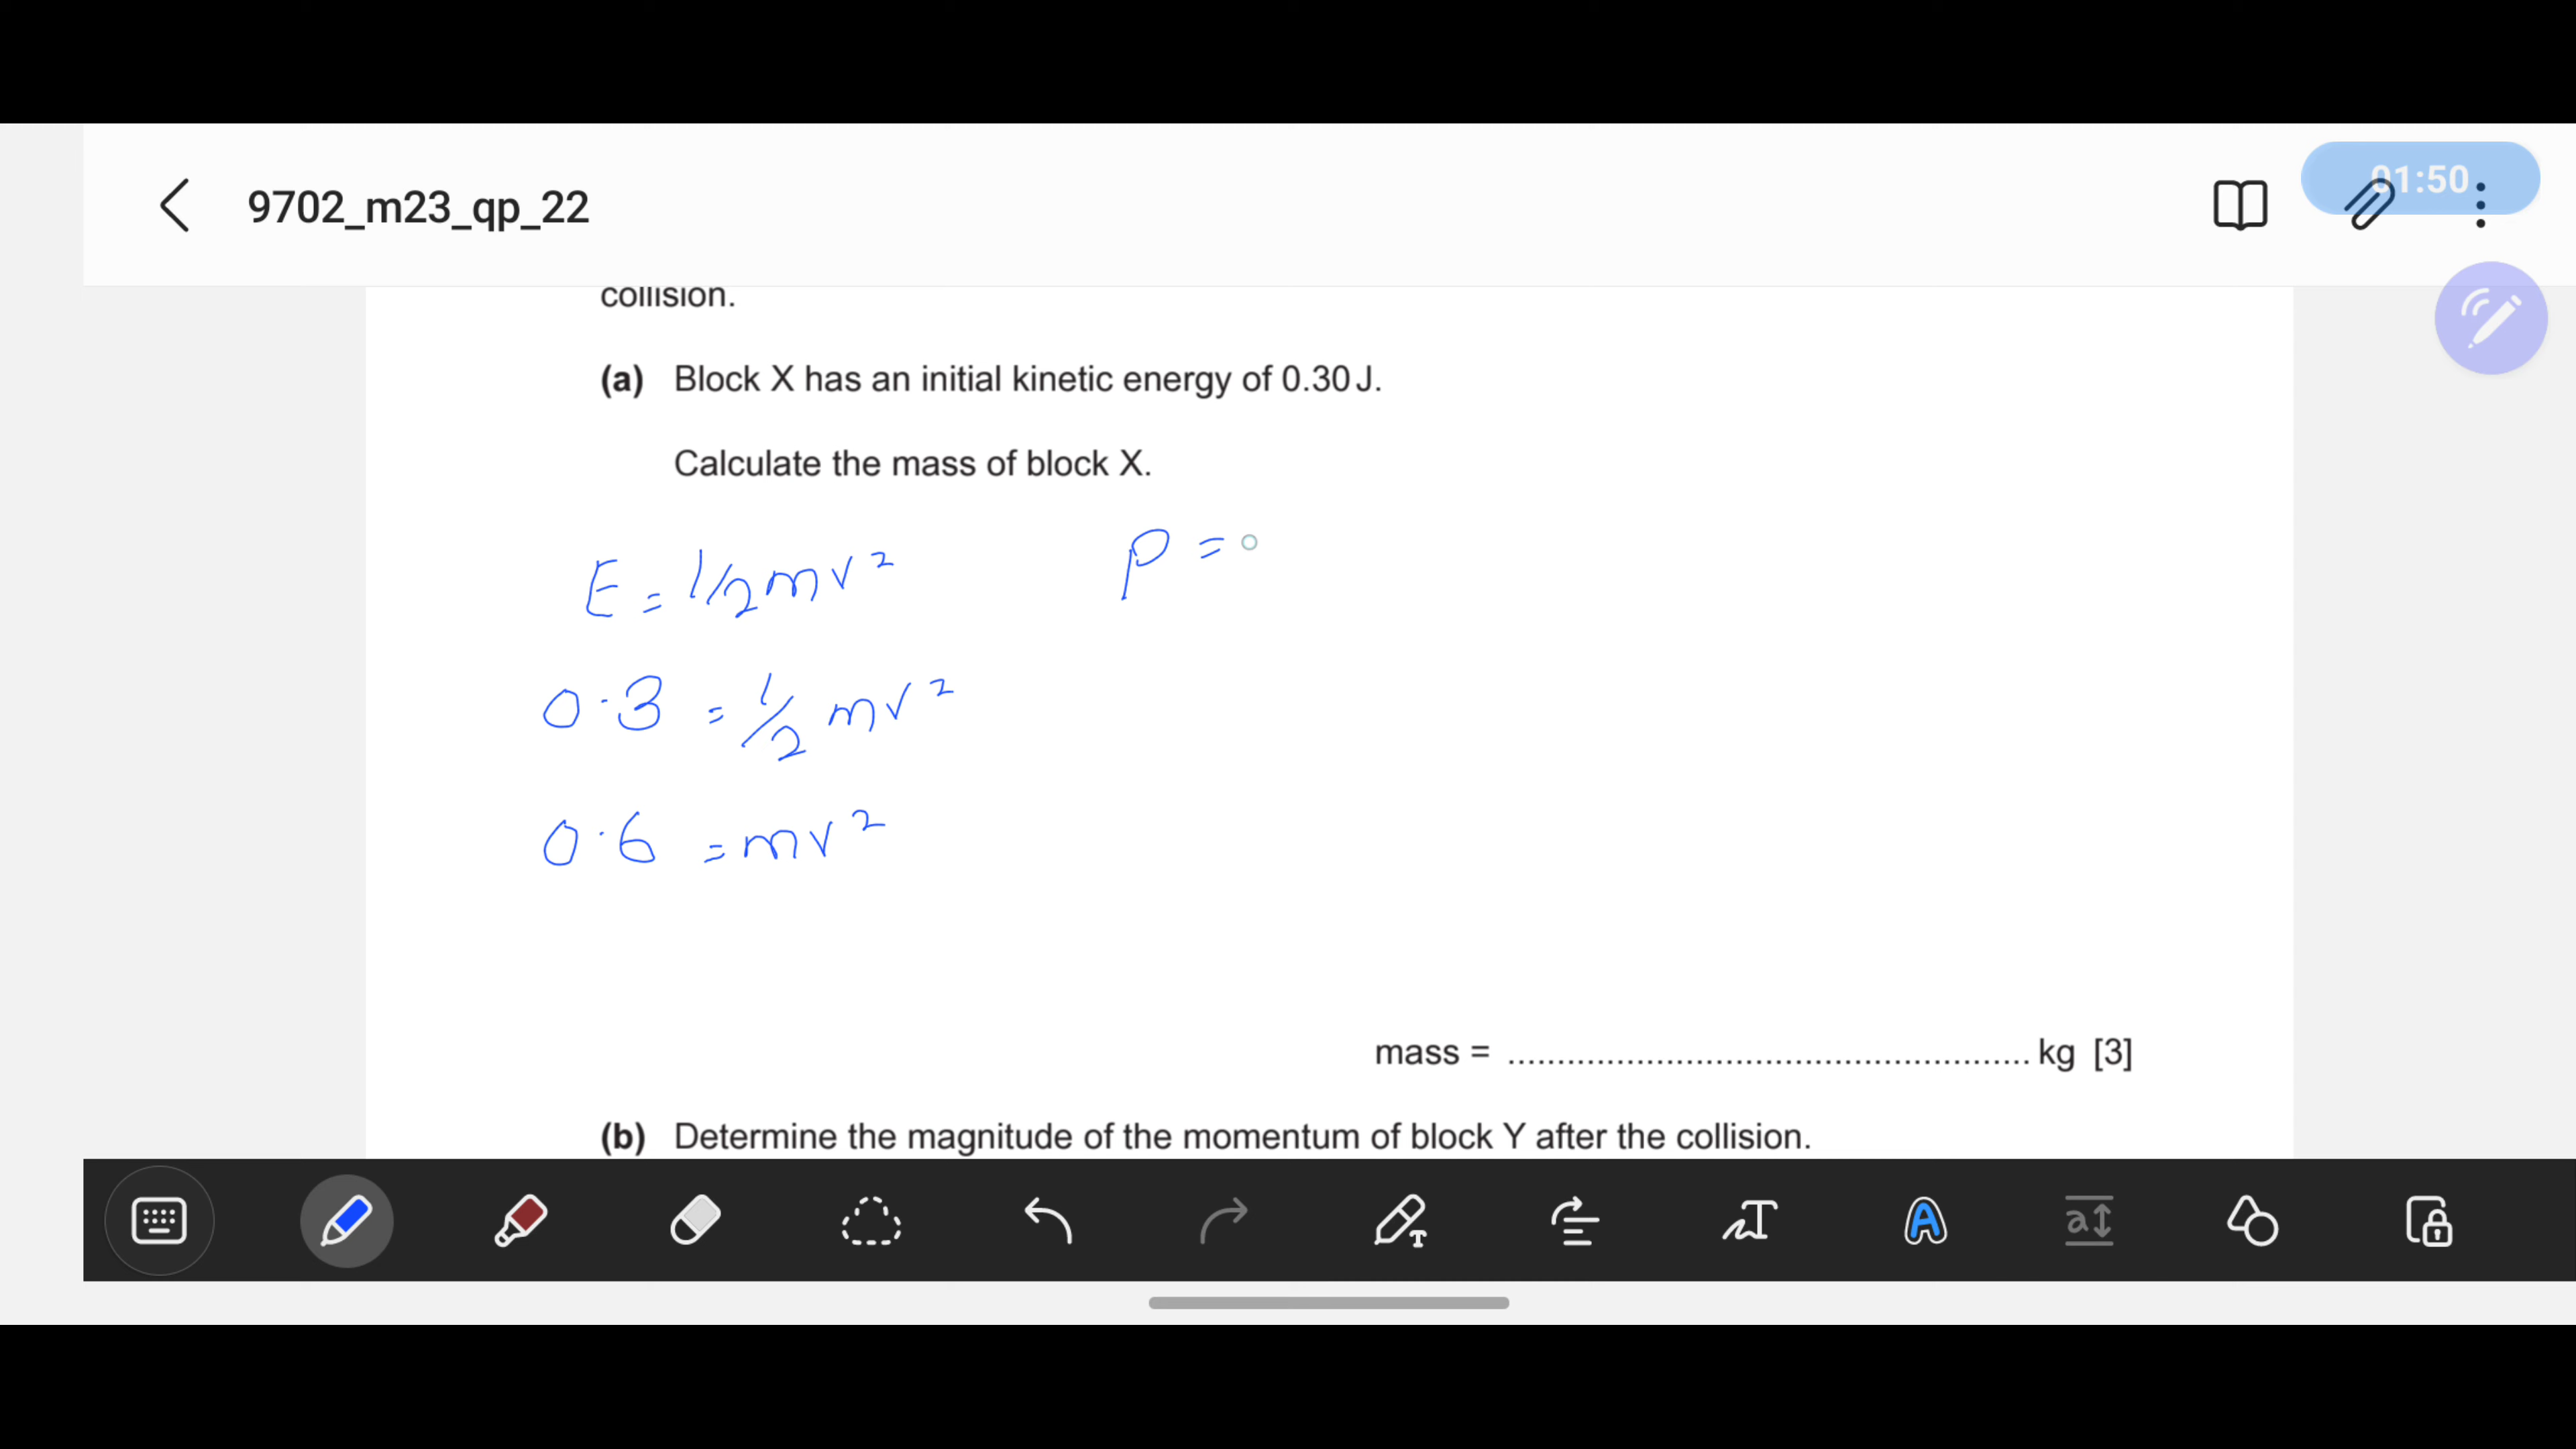 9702_m23_qp_22
01:50
collision.
(a) Block X has an initial kinetic energy of 0.30 J.
Calculate the mass of block X.
E = 1/2 mv²
p =
0.3 = 1/2 mv²
0.6 = mv²
mass = .................................................... kg [3]
(b) Determine the magnitude of the momentum of block Y after the collision.